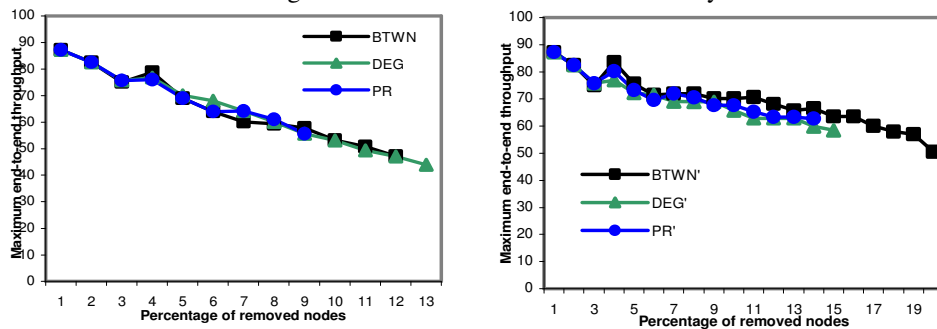 Maximum end-to-end throughput
100
90
80
70
60
50
40
30
20
10
0
BTWN
DEG
PR
1 2 3 4 5 6 7 8 9 10 11 12 13
Percentage of removed nodes
Maximum end-to-end throughput
100
90
80
70
60
50
40
30
20
10
0
BTWN'
DEG'
PR'
1 3 5 7 9 11 13 15 17 19
Percentage of removed nodes